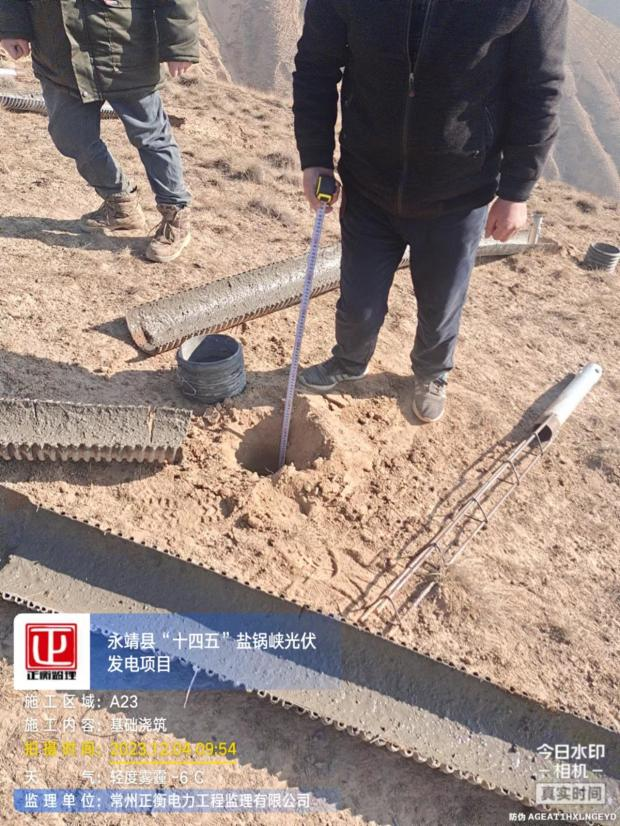 永靖县“十四五”盐锅峡光伏
发电项目
正衡监理
施工区域：A23
施工内容：基础浇筑
拍摄时间：2023.12.04 09:54
天 气：轻度雾霾 -6℃
监理单位：常州正衡电力工程监理有限公司
今日水印
相机
真实时间
防伪 AGEAT1HXLNGEYD